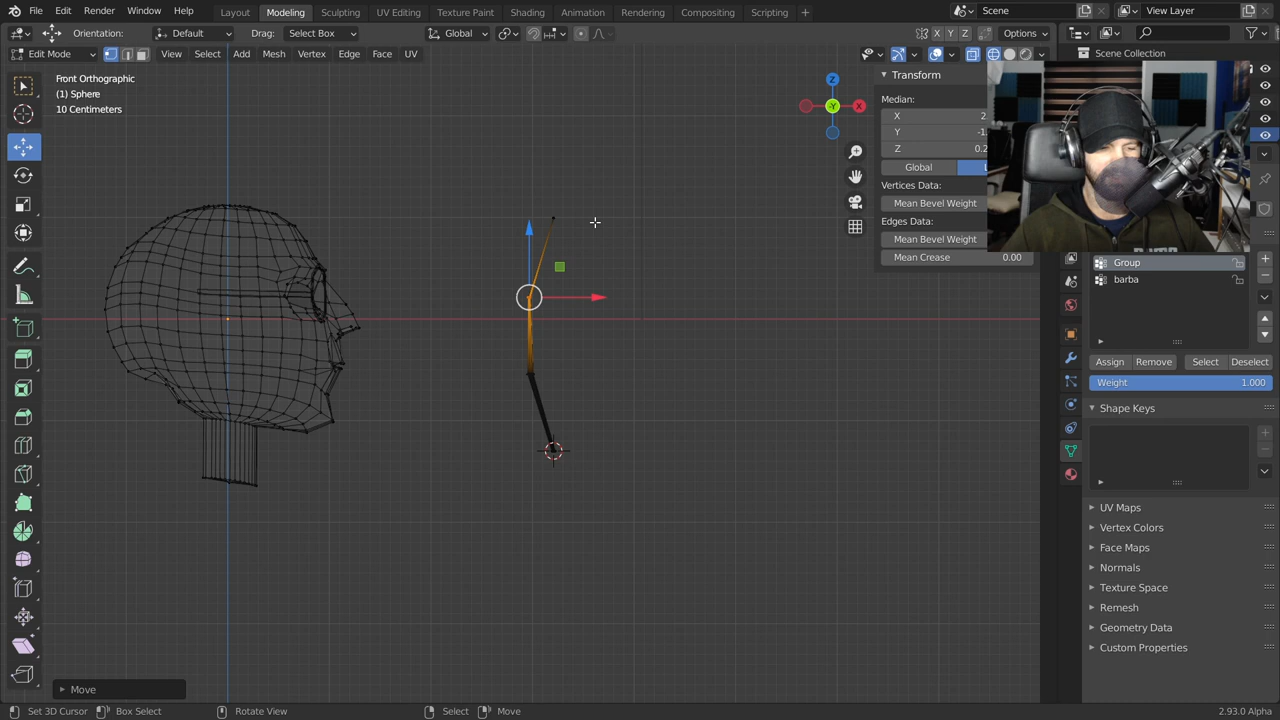 File Edit Render Window Help Layout Modeling Sculpting UV Editing Texture Paint Shading Animation Rendering Compositing Scripting + Scene View Layer
Orientation: Default Drag: Select Box Global X Y Z Options
Edit Mode View Select Add Mesh Vertex Edge Face UV Scene Collection
Front Orthographic
(1) Sphere
10 Centimeters
Z
X
-Y
Transform
Median:
X 2
Y -1.
Z 0.2
Global
Vertices Data:
Mean Bevel Weight
Edges Data:
Mean Bevel Weight
Mean Crease 0.00
Group
barba
Assign Remove Select Deselect
Weight 1.000
Shape Keys
UV Maps
Vertex Colors
Face Maps
Normals
Texture Space
Remesh
Geometry Data
Custom Properties
Move
Set 3D Cursor Box Select Rotate View Select Move 2.93.0 Alpha